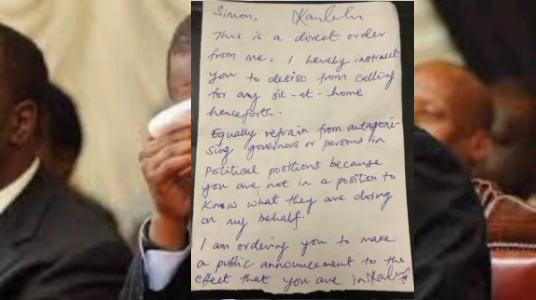 Simon,
This is a direct order
from me. I hereby instruct
you to desist from calling
for any sit-at-home
henceforth.
Equally refrain from antagoni-
sing governors or persons in
Political positions because
you are not in a position to
know what they are doing
on my behalf.
I am ordering you to make
a public announcement to the
effect that you are in